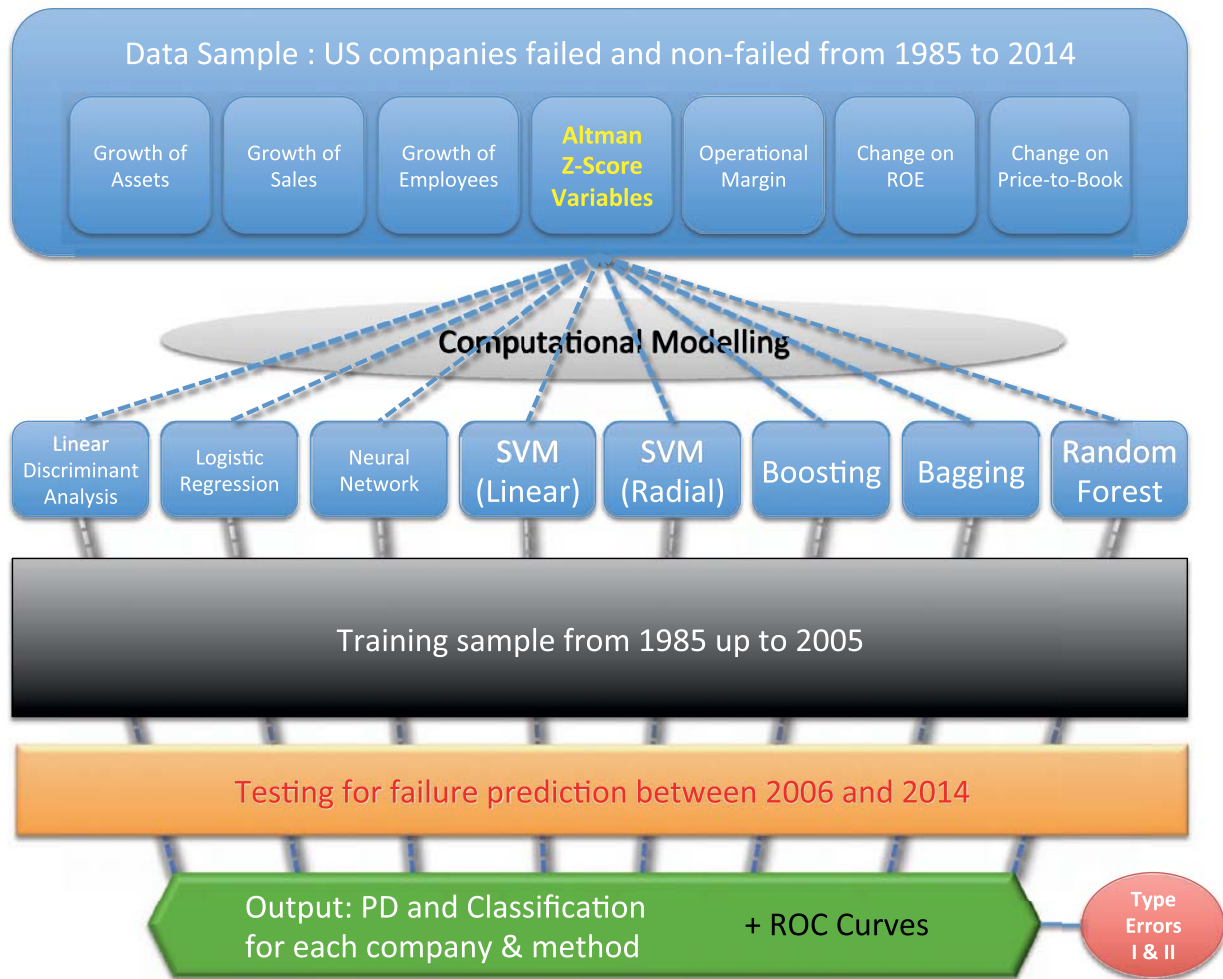 Data Sample : US companies failed and non-failed from 1985 to 2014
Growth of
Assets
Growth of
Sales
Growth of
Employees
Altman
Z-Score
Variables
Operational
Margin
Change on
ROE
Change on
Price-to-Book
Computational Modelling
Linear
Discriminant
Analysis
Logistic
Regression
Neural
Network
SVM
(Linear)
SVM
(Radial)
Boosting
Bagging
Random
Forest
Training sample from 1985 up to 2005
Testing for failure prediction between 2006 and 2014
Output: PD and Classification
for each company & method
+ ROC Curves
Type
Errors
I & II